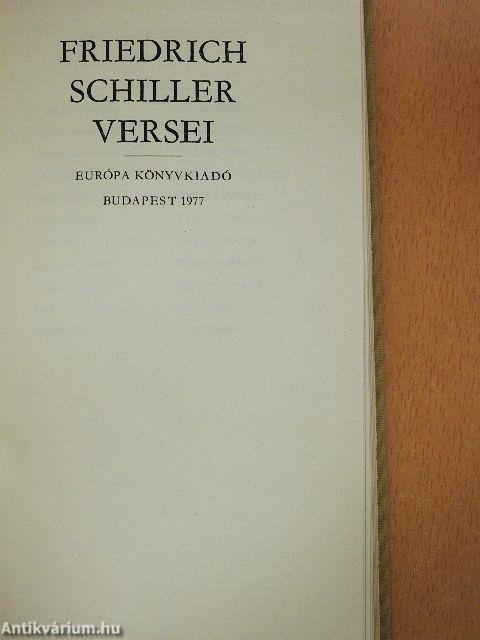 FRIEDRICH
SCHILLER
VERSEI
EURÓPA KÖNYVKIADÓ
BUDAPEST 1977
Antikvárium.hu